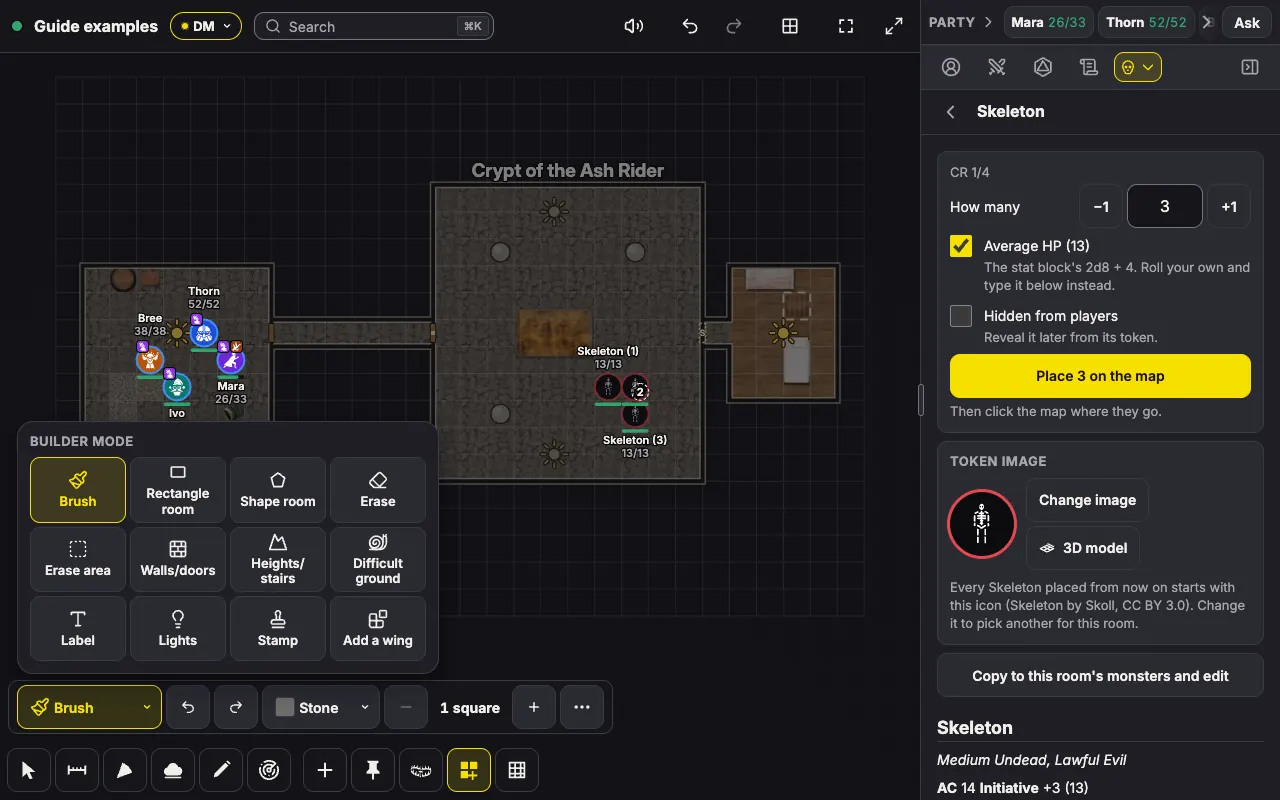 Guide examples
DM
Search
⌘K
PARTY
Mara 26/33
Thorn 52/52
Ask
Skeleton
CR 1/4
How many
−1
3
+1
Average HP (13)
The stat block's 2d8 + 4. Roll your own and
type it below instead.
Hidden from players
Reveal it later from its token.
Place 3 on the map
Then click the map where they go.
TOKEN IMAGE
Change image
3D model
Every Skeleton placed from now on starts with
this icon (Skeleton by Skoll, CC BY 3.0). Change
it to pick another for this room.
Copy to this room's monsters and edit
Skeleton
Medium Undead, Lawful Evil
AC 14 Initiative +3 (13)
Crypt of the Ash Rider
Thorn
52/52
Bree
38/38
Mara
26/33
Ivo
Skeleton (1)
13/13
2
Skeleton (3)
13/13
S
BUILDER MODE
Brush
Rectangle
room
Shape room
Erase
Erase area
Walls/doors
Heights/
stairs
Difficult
ground
Label
Lights
Stamp
Add a wing
Brush
Stone
1 square